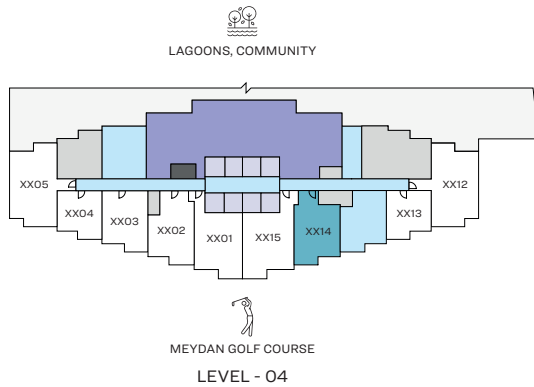 LAGOONS, COMMUNITY
XX05
XX12
XX04
XX03
XX02
XX01
XX15
XX14
XX13
MEYDAN GOLF COURSE
LEVEL - 04